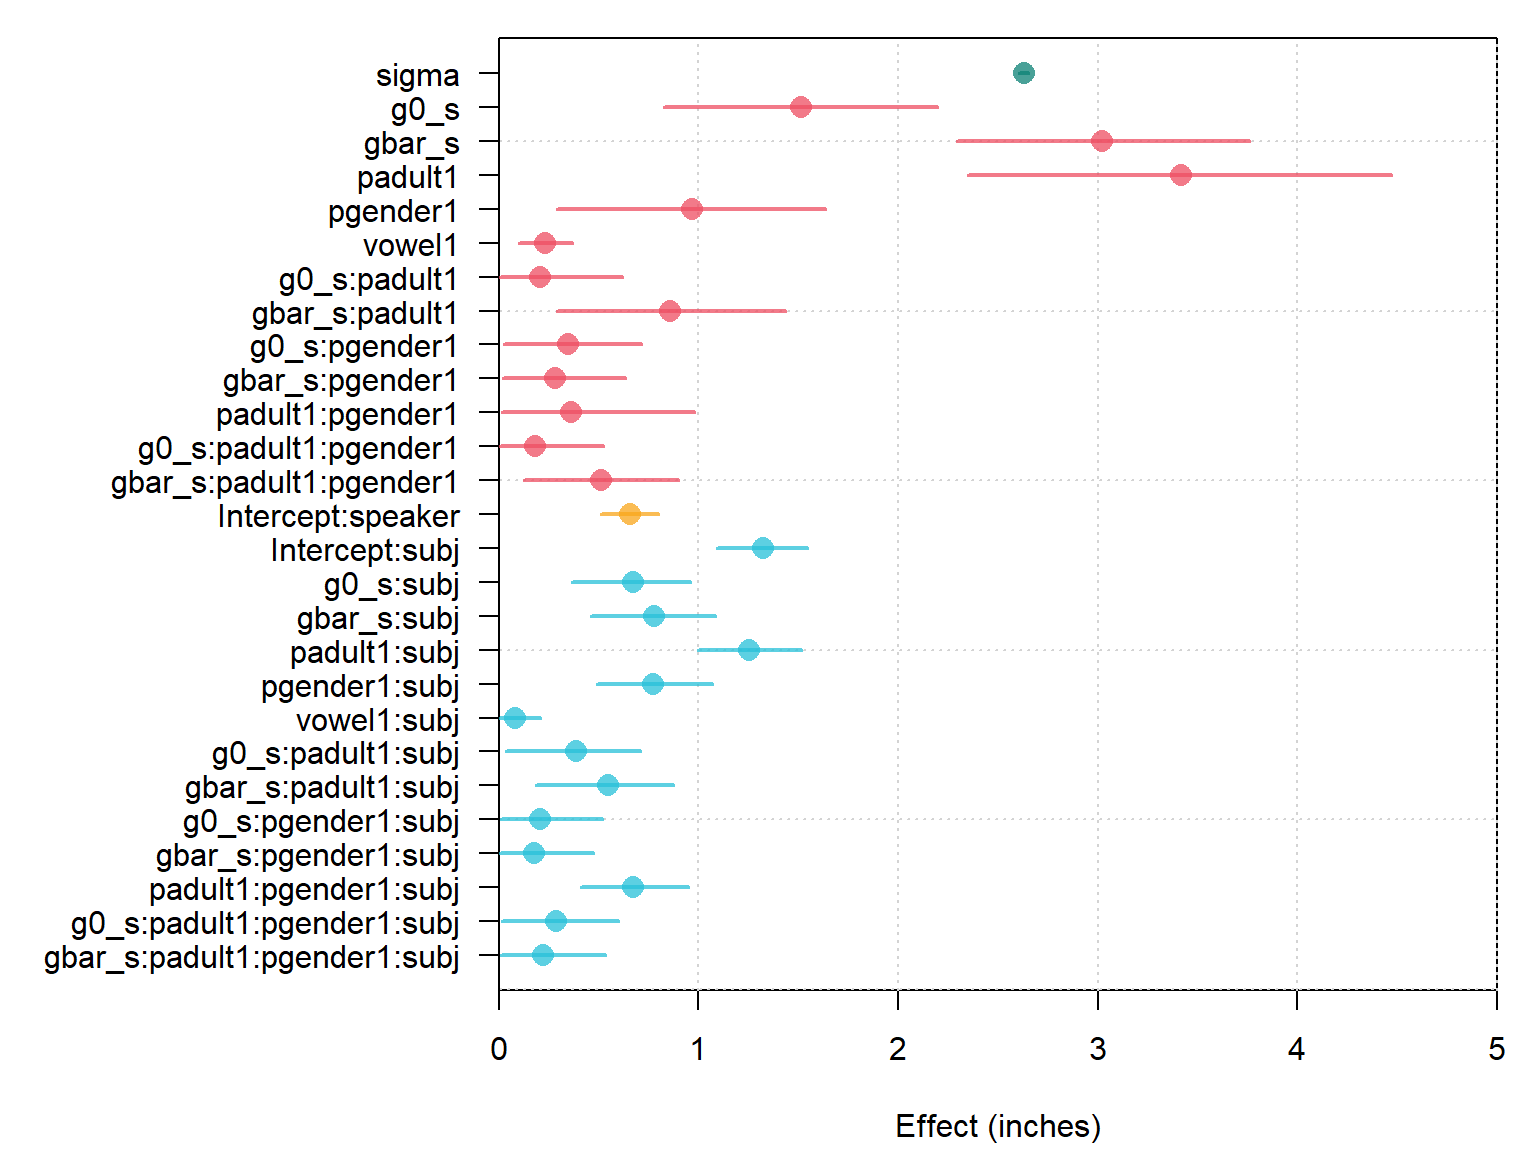 sigma
g0_s
gbar_s
padult1
pgender1
vowel1
g0_s:padult1
gbar_s:padult1
g0_s:pgender1
gbar_s:pgender1
padult1:pgender1
g0_s:padult1:pgender1
gbar_s:padult1:pgender1
Intercept:speaker
Intercept:subj
g0_s:subj
gbar_s:subj
padult1:subj
pgender1:subj
vowel1:subj
g0_s:padult1:subj
gbar_s:padult1:subj
g0_s:pgender1:subj
gbar_s:pgender1:subj
padult1:pgender1:subj
g0_s:padult1:pgender1:subj
gbar_s:padult1:pgender1:subj
0 1 2 3 4 5
Effect (inches)